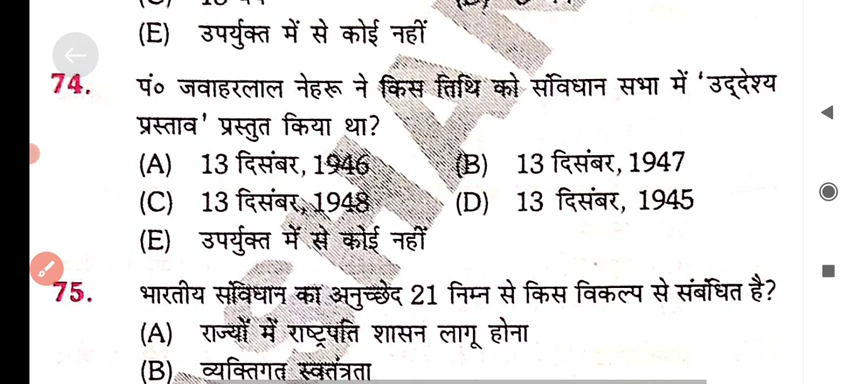 (E) उपर्युक्त में से कोई नहीं
74. पं० जवाहरलाल नेहरू ने किस तिथि को संविधान सभा में ‘उद्देश्य
प्रस्ताव’ प्रस्तुत किया था?
(A) 13 दिसंबर, 1946 (B) 13 दिसंबर, 1947
(C) 13 दिसंबर, 1948 (D) 13 दिसंबर, 1945
(E) उपर्युक्त में से कोई नहीं
75. भारतीय संविधान का अनुच्छेद 21 निम्न से किस विकल्प से संबंधित है?
(A) राज्यों में राष्ट्रपति शासन लागू होना
(B) व्यक्तिगत स्वतंत्रता